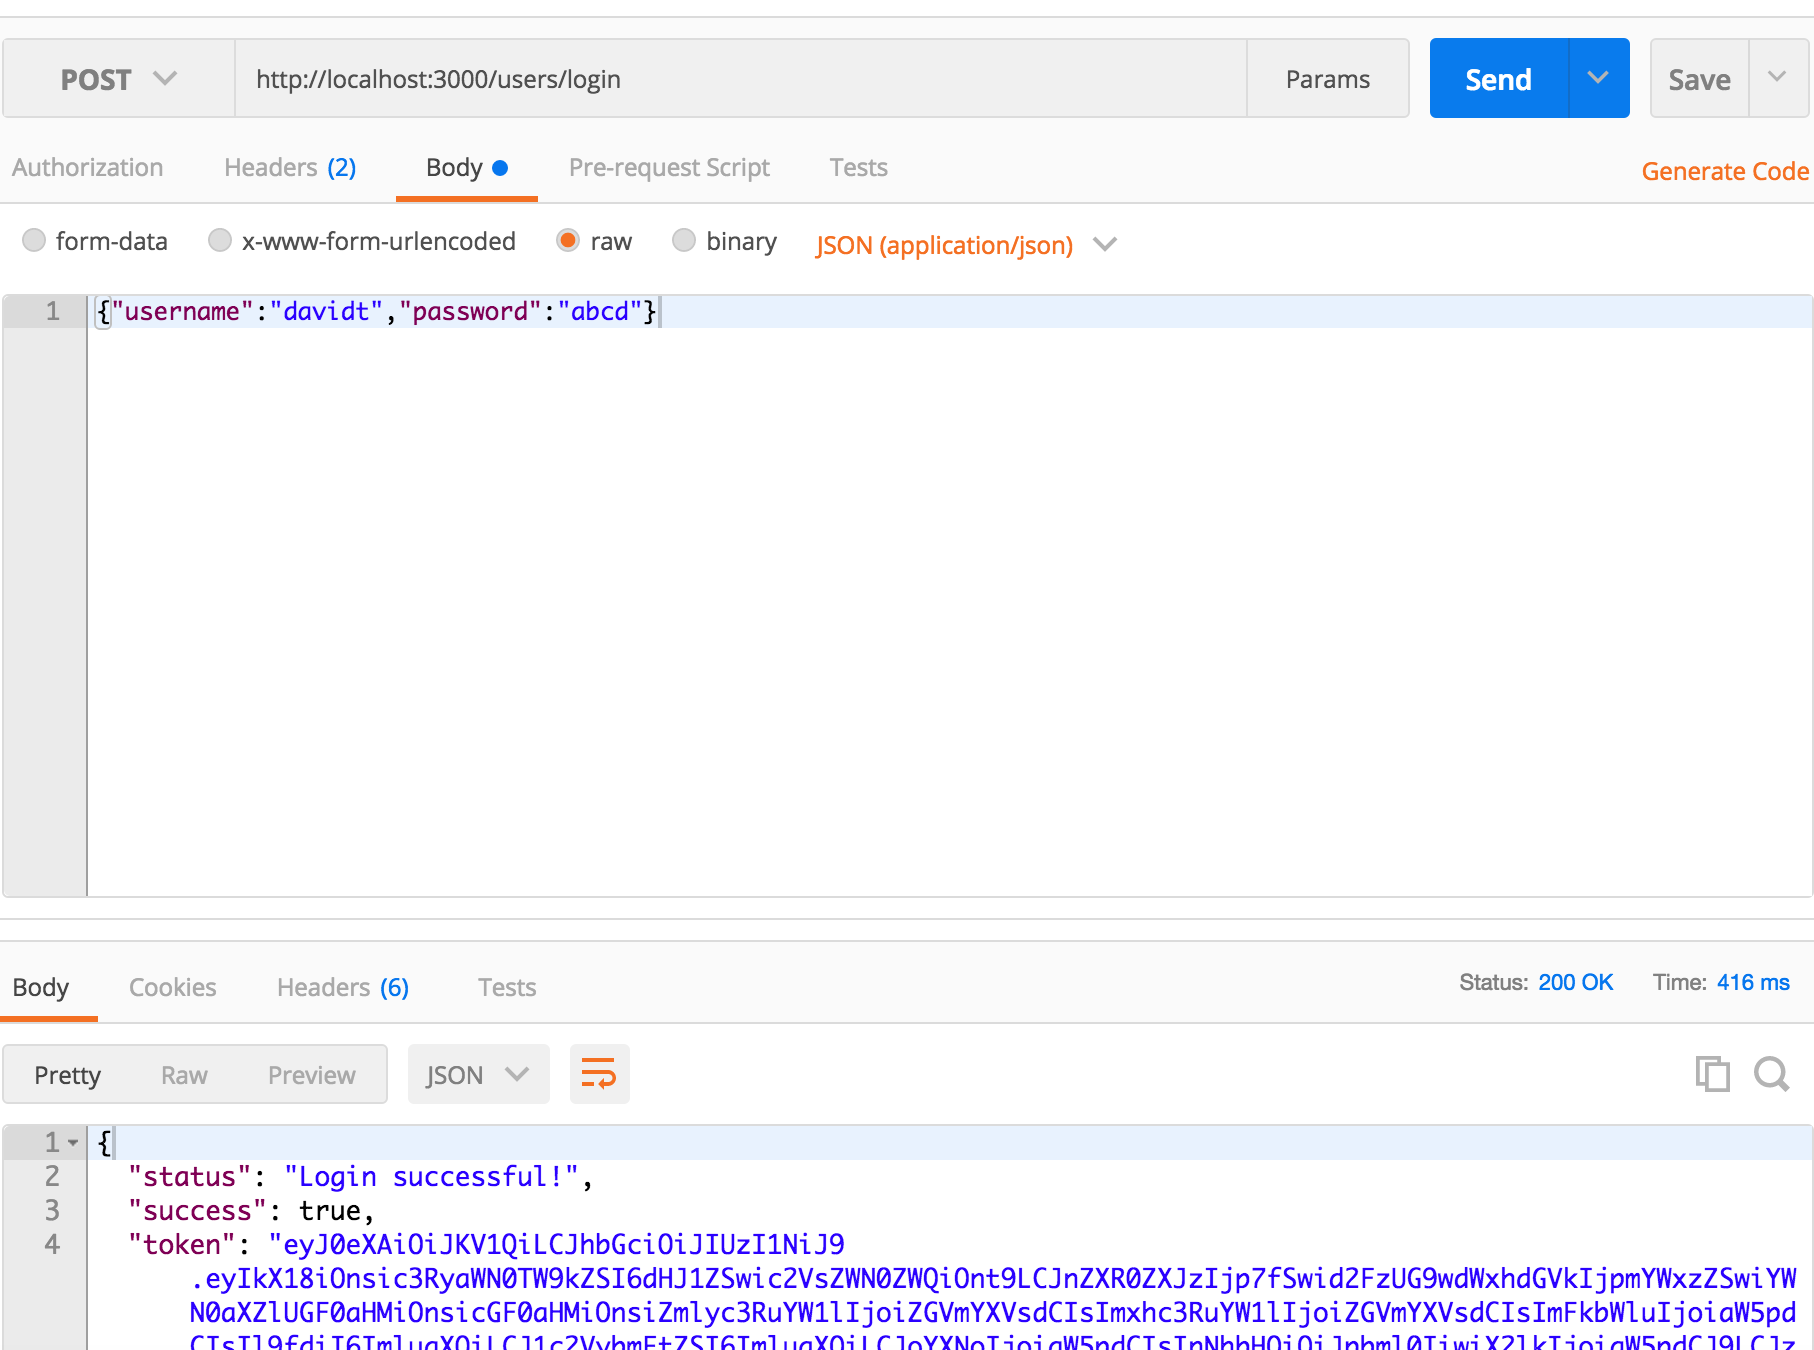 POST http://localhost:3000/users/login Params Send Save
Authorization Headers (2) Body Pre-request Script Tests Generate Code
form-data x-www-form-urlencoded raw binary JSON (application/json)
1 {"username":"davidt","password":"abcd"}
Body Cookies Headers (6) Tests Status: 200 OK Time: 416 ms
Pretty Raw Preview JSON
1 {
2 "status": "Login successful!",
3 "success": true,
4 "token": "eyJ0eXAiOiJKV1QiLCJhbGciOiJIUzI1NiJ9
.eyIkX18iOnsic3RyaWN0TW9kZSI6dHJ1ZSwic2VsZWN0ZWQiOnt9LCJnZXR0ZXJzIjp7fSwid2FzUG9wdWxhdGVkIjpmYWxzZSwiYW
N0aXZlUGF0aHMiOnsicGF0aHMiOnsiZmlyc3RuYW1lIjoiZGVmYXVsdCIsImxhc3RuYW1lIjoiZGVmYXVsdCIsImFkbWluIjoiaW5pd